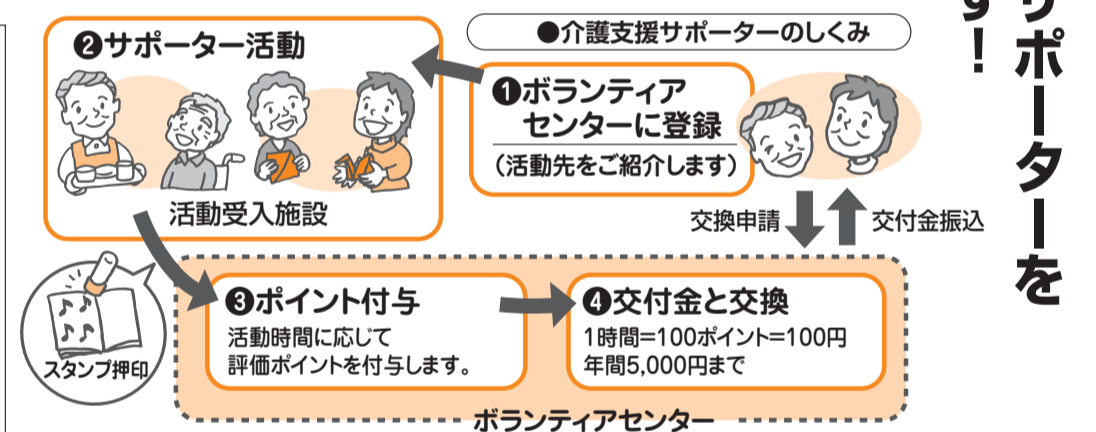 サポーターを
す！
●介護支援サポーターのしくみ
❶ボランティア
センターに登録
（活動先をご紹介します）
❷サポーター活動
活動受入施設
交換申請
交付金振込
スタンプ押印
❸ポイント付与
活動時間に応じて
評価ポイントを付与します。
❹交付金と交換
1時間=100ポイント=100円
年間5,000円まで
ボランティアセンター